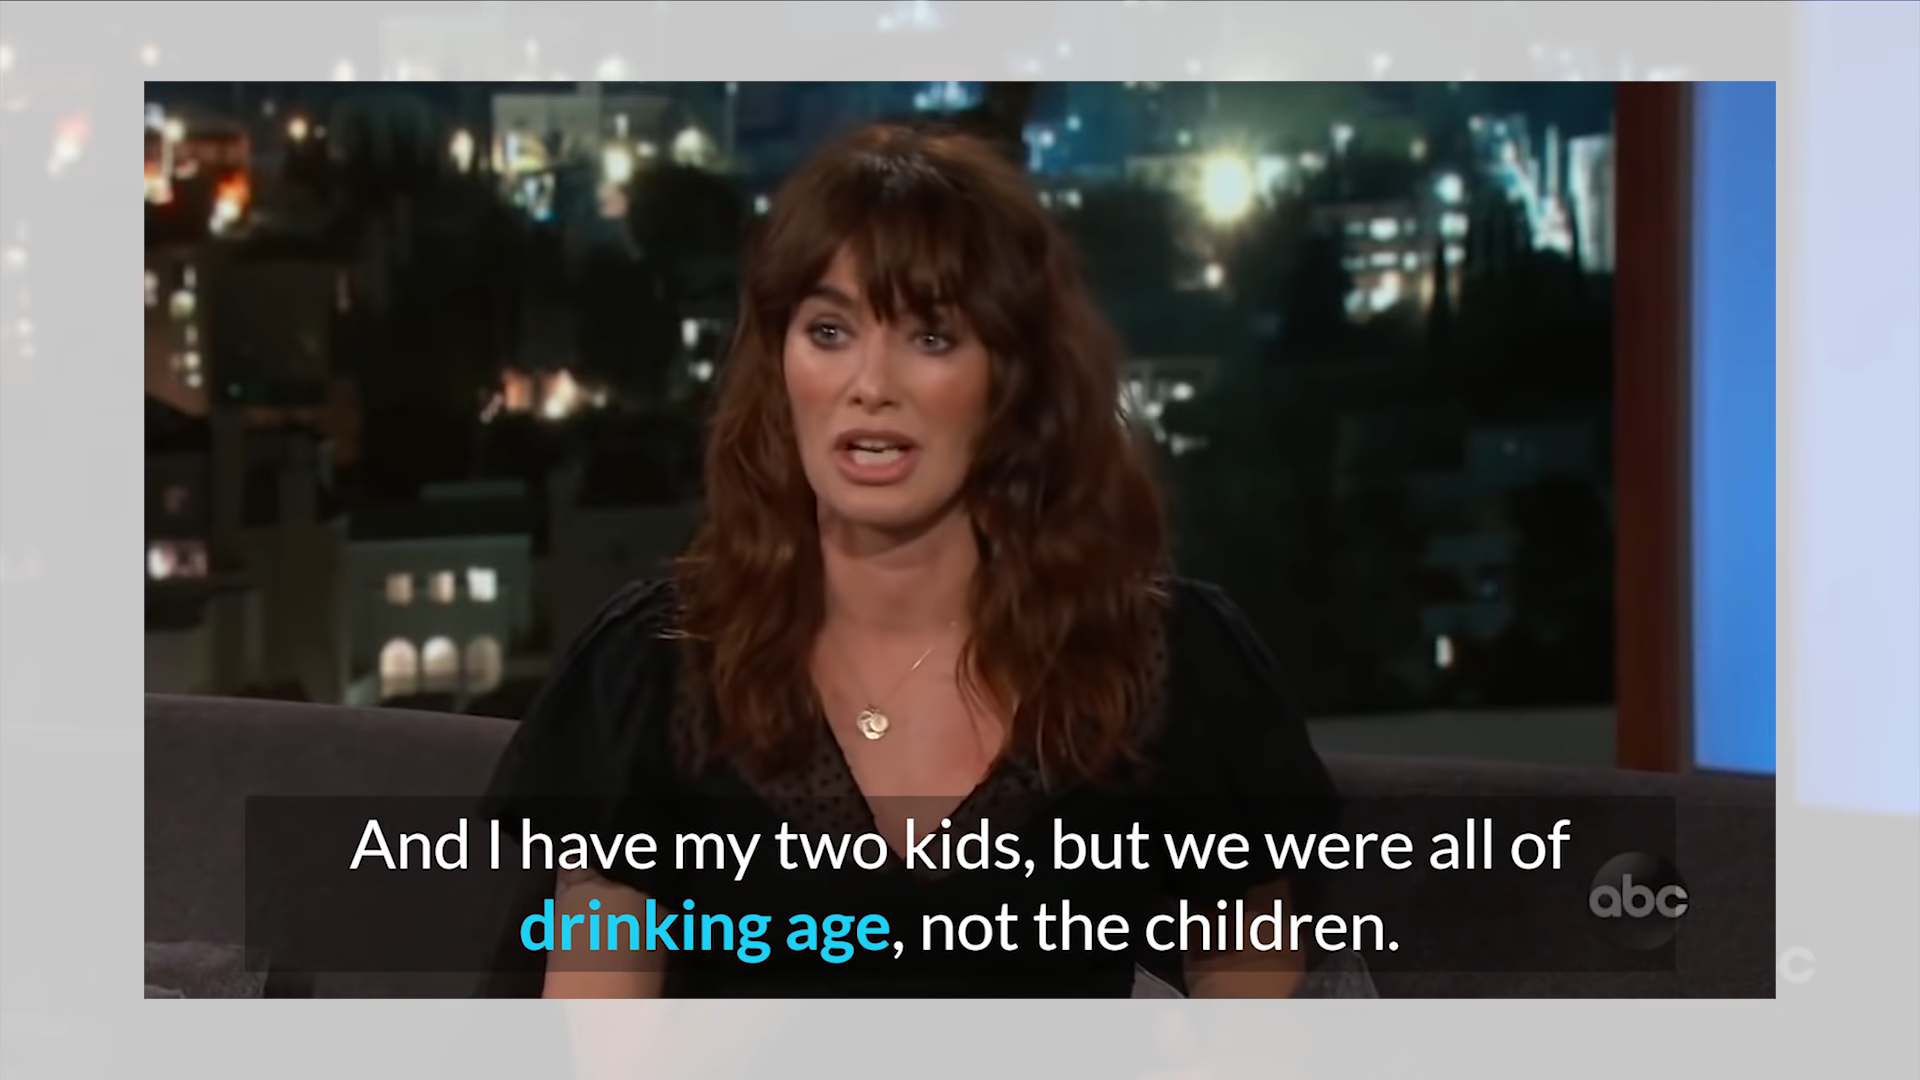 And I have my two kids, but we were all of
drinking age, not the children.
abc
c